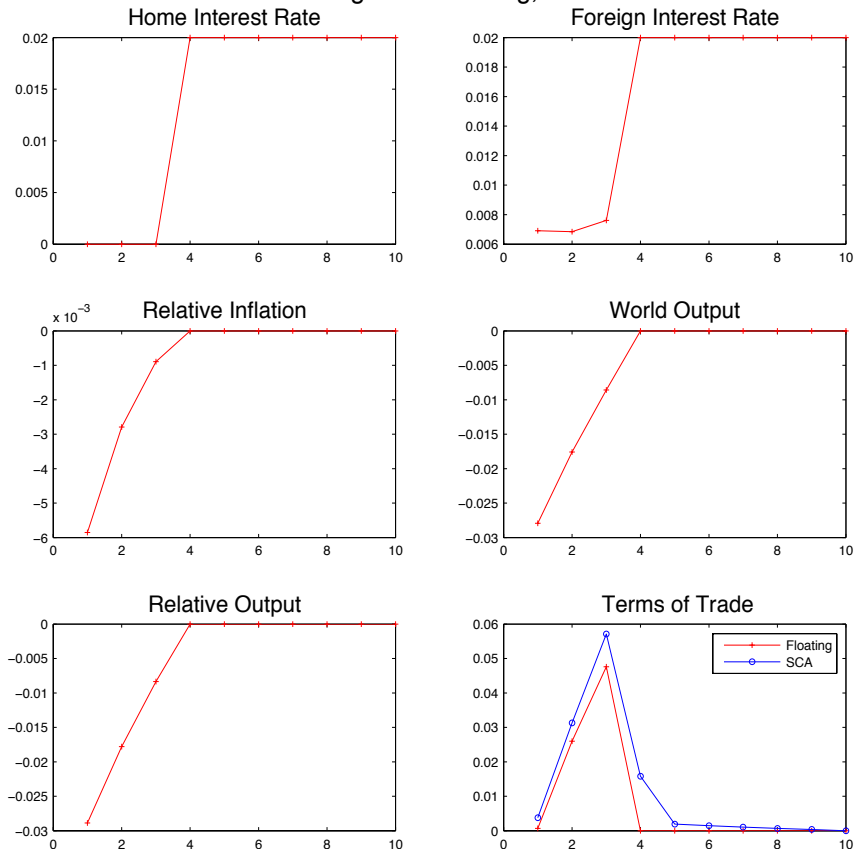 Home Interest Rate
0.02
0.015
0.01
0.005
0
0 2 4 6 8 10
Foreign Interest Rate
0.02
0.018
0.016
0.014
0.012
0.01
0.008
0.006
0 2 4 6 8 10
Relative Inflation
x 10−3
0
−1
−2
−3
−4
−5
−6
0 2 4 6 8 10
World Output
0
−0.005
−0.01
−0.015
−0.02
−0.025
−0.03
0 2 4 6 8 10
Relative Output
0
−0.005
−0.01
−0.015
−0.02
−0.025
−0.03
0 2 4 6 8 10
Terms of Trade
0.06
0.05
0.04
0.03
0.02
0.01
0
0 2 4 6 8 10
Floating
SCA